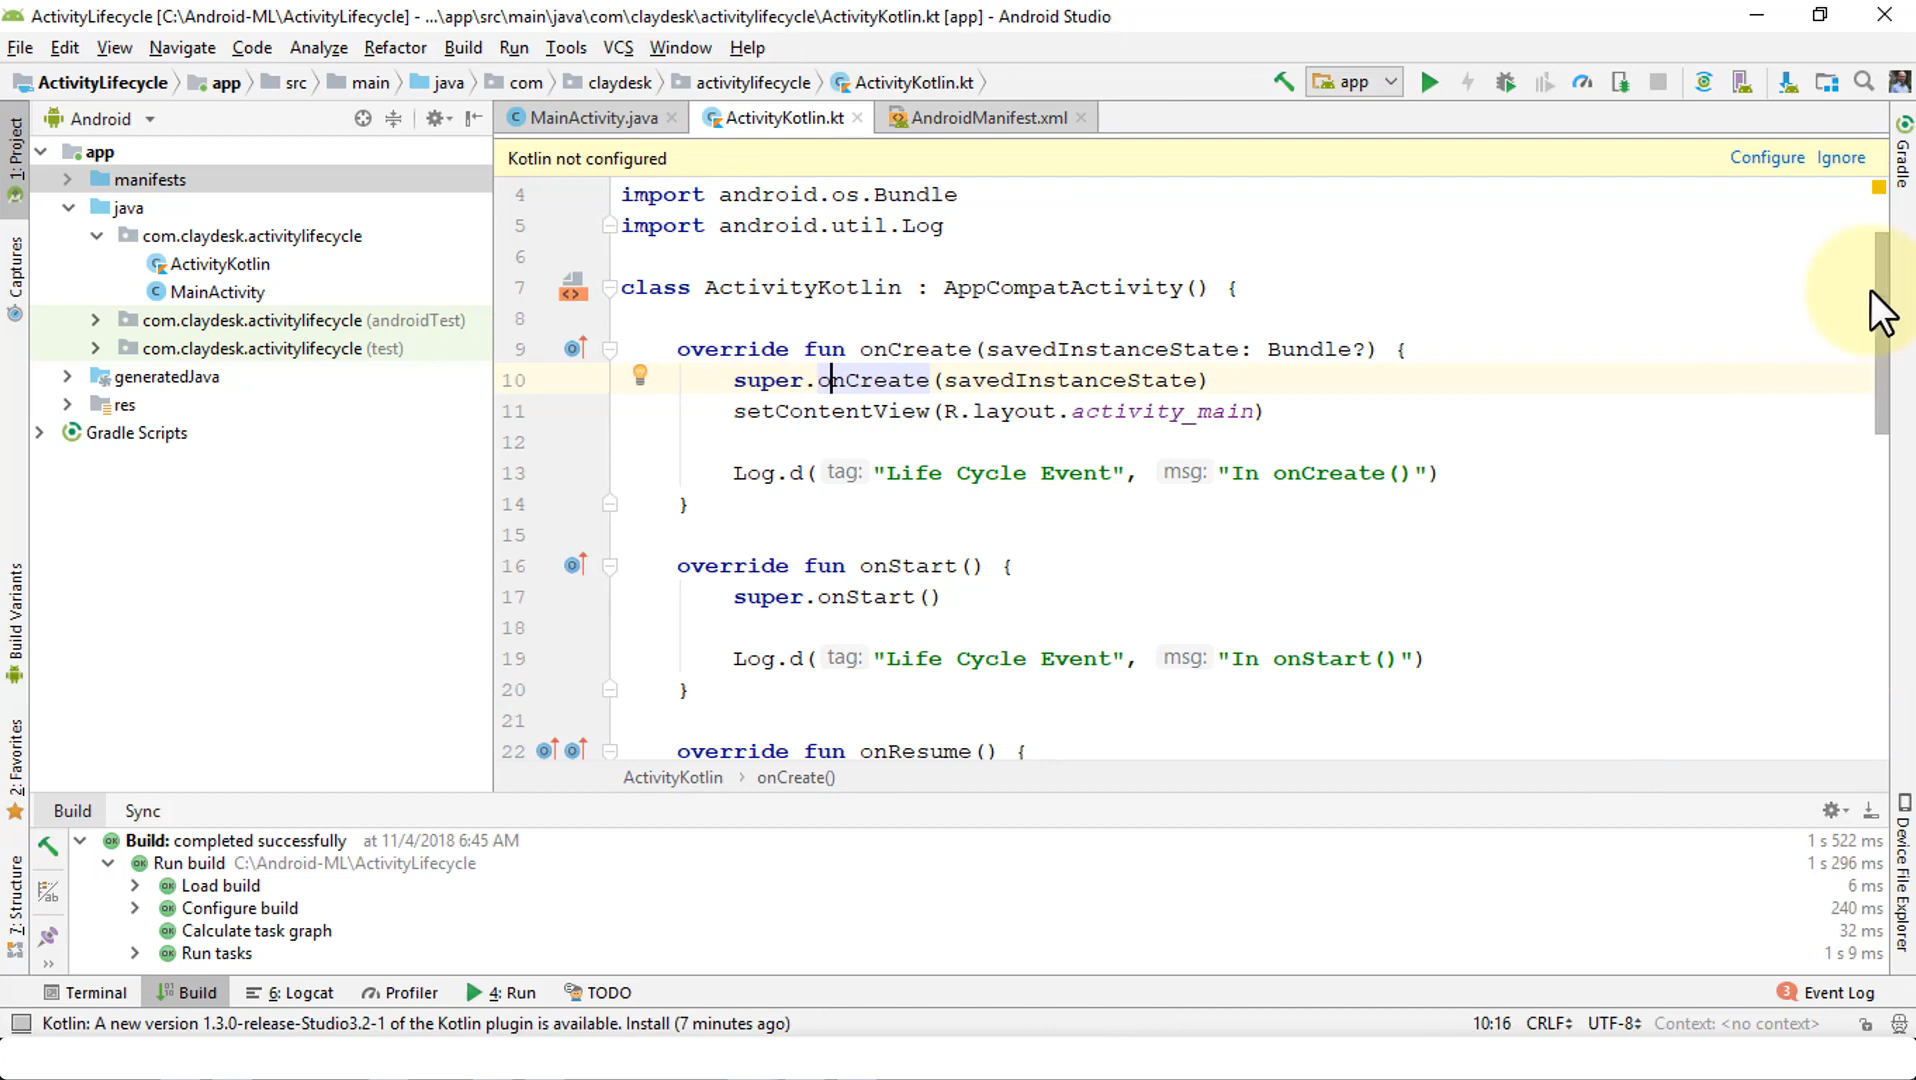 ActivityLifecycle [C:\Android-ML\ActivityLifecycle] - ...\app\src\main\java\com\claydesk\activitylifecycle\ActivityKotlin.kt [app] - Android Studio
File Edit View Navigate Code Analyze Refactor Build Run Tools VCS Window Help
ActivityLifecycle app src main java com claydesk activitylifecycle ActivityKotlin.kt app
Android MainActivity.java ActivityKotlin.kt AndroidManifest.xml
Kotlin not configured Configure Ignore
1: Project
Captures
Build Variants
2: Favorites
7: Structure
app
manifests
java
com.claydesk.activitylifecycle
ActivityKotlin
MainActivity
com.claydesk.activitylifecycle (androidTest)
com.claydesk.activitylifecycle (test)
generatedJava
res
Gradle Scripts
4 import android.os.Bundle
5 import android.util.Log
6
7 class ActivityKotlin : AppCompatActivity() {
8
9 override fun onCreate(savedInstanceState: Bundle?) {
10 super.onCreate(savedInstanceState)
11 setContentView(R.layout.activity_main)
12
13 Log.d( tag: "Life Cycle Event", msg: "In onCreate()")
14 }
15
16 override fun onStart() {
17 super.onStart()
18
19 Log.d( tag: "Life Cycle Event", msg: "In onStart()")
20 }
21
22 override fun onResume() {
ActivityKotlin › onCreate()
Gradle
Device File Explorer
Build Sync
Build: completed successfully at 11/4/2018 6:45 AM 1 s 522 ms
Run build C:\Android-ML\ActivityLifecycle 1 s 296 ms
Load build 6 ms
Configure build 240 ms
Calculate task graph 32 ms
Run tasks 1 s 9 ms
Terminal Build 6: Logcat Profiler 4: Run TODO 3 Event Log
Kotlin: A new version 1.3.0-release-Studio3.2-1 of the Kotlin plugin is available. Install (7 minutes ago) 10:16 CRLF UTF-8 Context: <no context>